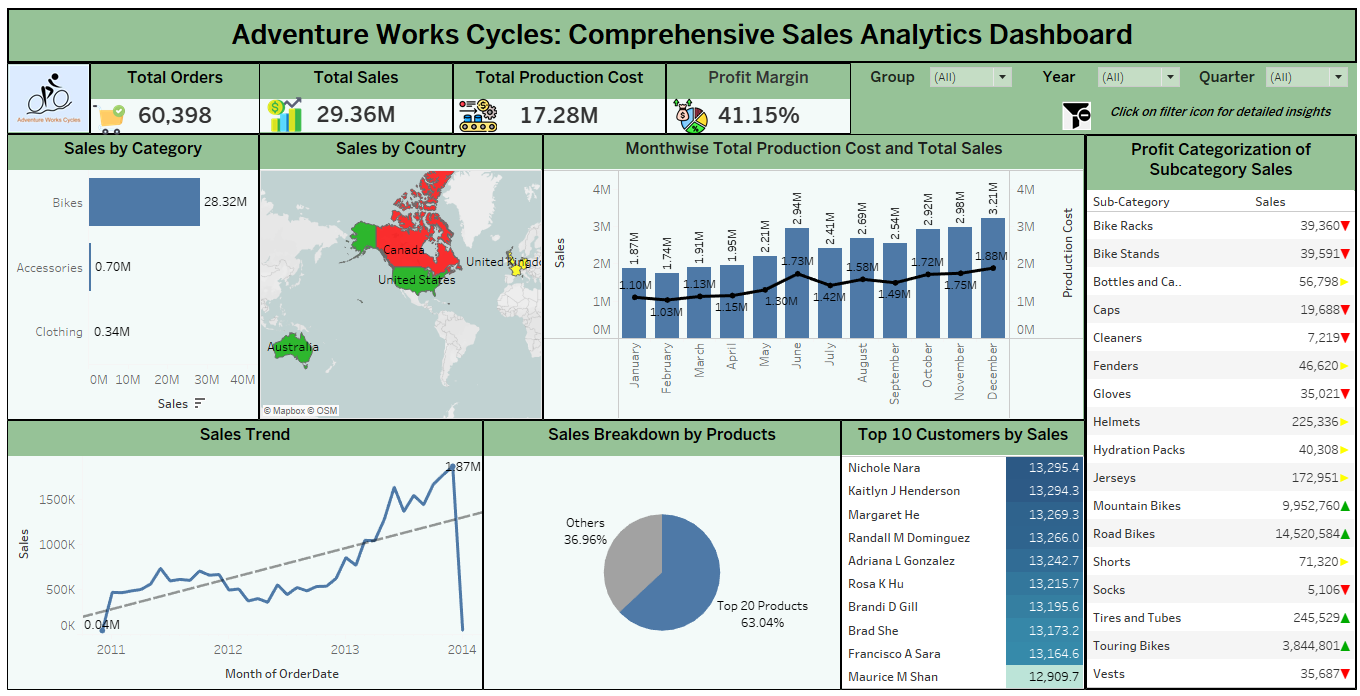 Adventure Works Cycles: Comprehensive Sales Analytics Dashboard
Adventure Works Cycles
Total Orders
60,398
Total Sales
29.36M
Total Production Cost
17.28M
Profit Margin
41.15%
Group (All) Year (All) Quarter (All)
Click on filter icon for detailed insights
Sales by Category
Bikes 28.32M
Accessories 0.70M
Clothing 0.34M
0M 10M 20M 30M 40M
Sales
Sales by Country
Canada
United Kingdo
United States
Australia
© Mapbox © OSM
Monthwise Total Production Cost and Total Sales
Sales
4M
3M
2M
1M
0M
1.87M 1.74M 1.91M 1.95M 2.21M 2.94M 2.41M 2.69M 2.54M 2.92M 2.98M 3.21M
1.10M 1.03M 1.13M 1.15M 1.30M 1.73M 1.42M 1.58M 1.49M 1.72M 1.75M 1.88M
4M
3M
2M
1M
0M
Production Cost
January February March April May June July August September October November December
Profit Categorization of
Subcategory Sales
Sub-Category Sales
Bike Racks 39,360
Bike Stands 39,591
Bottles and Ca.. 56,798
Caps 19,688
Cleaners 7,219
Fenders 46,620
Gloves 35,021
Helmets 225,336
Hydration Packs 40,308
Jerseys 172,951
Mountain Bikes 9,952,760
Road Bikes 14,520,584
Shorts 71,320
Socks 5,106
Tires and Tubes 245,529
Touring Bikes 3,844,801
Vests 35,687
Sales Trend
Sales
1500K
1000K
500K
0K
0.04M
1.87M
2011 2012 2013 2014
Month of OrderDate
Sales Breakdown by Products
Others
36.96%
Top 20 Products
63.04%
Top 10 Customers by Sales
Nichole Nara 13,295.4
Kaitlyn J Henderson 13,294.3
Margaret He 13,269.3
Randall M Dominguez 13,266.0
Adriana L Gonzalez 13,242.7
Rosa K Hu 13,215.7
Brandi D Gill 13,195.6
Brad She 13,173.2
Francisco A Sara 13,164.6
Maurice M Shan 12,909.7